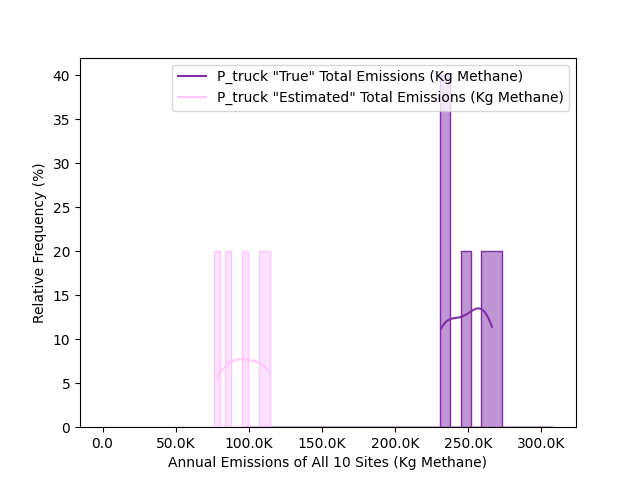 P_truck "True" Total Emissions (Kg Methane)
P_truck "Estimated" Total Emissions (Kg Methane)
40
35
30
25
20
15
10
5
0
Relative Frequency (%)
0.0 50.0K 100.0K 150.0K 200.0K 250.0K 300.0K
Annual Emissions of All 10 Sites (Kg Methane)